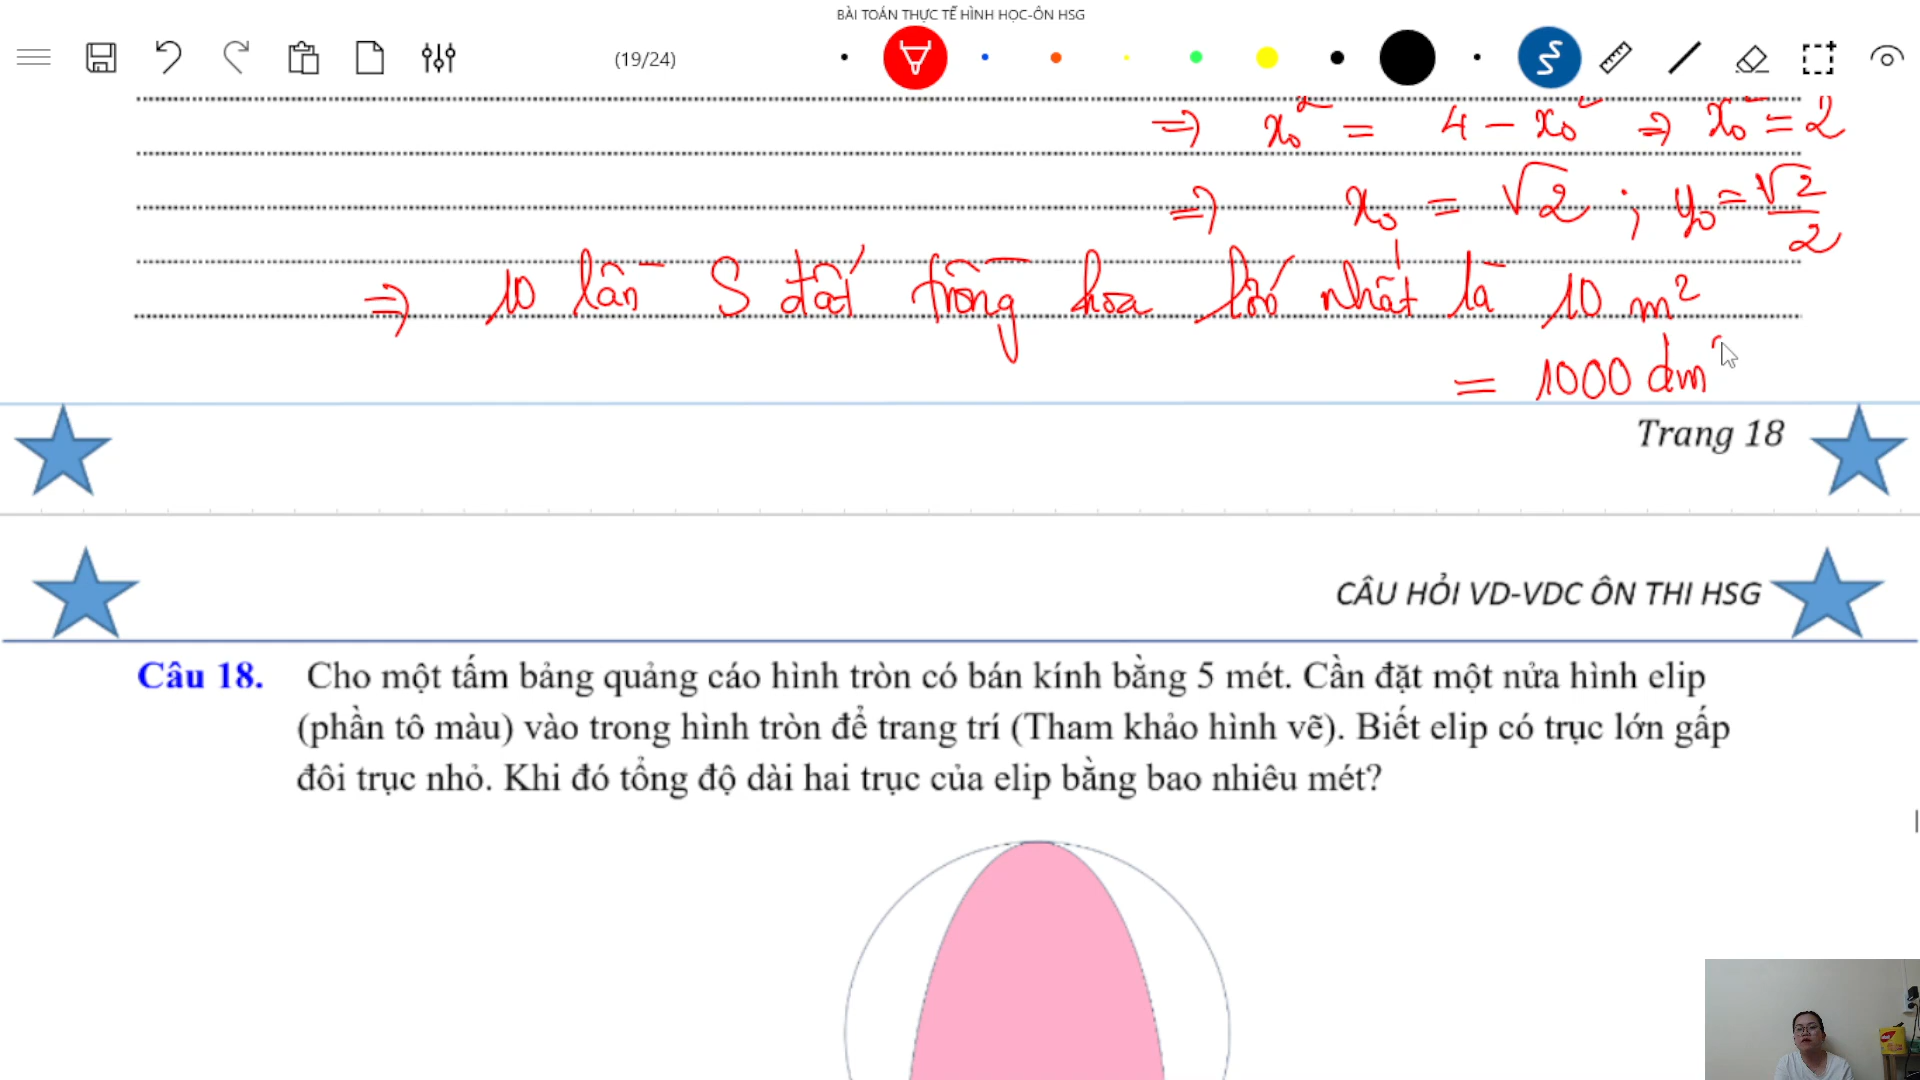 BÀI TOÁN THỰC TẾ HÌNH HỌC-ÔN HSG
(19/24)
=> x₀² = 4 - x₀² => x₀² = 2
=> x₀ = √2 ; y₀ = √2/2
=> 10 lần S đất trồng hoa lớn nhất là 10 m²
= 1000 dm²
Trang 18
CÂU HỎI VD-VDC ÔN THI HSG
Câu 18. Cho một tấm bảng quảng cáo hình tròn có bán kính bằng 5 mét. Cần đặt một nửa hình elip
(phần tô màu) vào trong hình tròn để trang trí (Tham khảo hình vẽ). Biết elip có trục lớn gấp
đôi trục nhỏ. Khi đó tổng độ dài hai trục của elip bằng bao nhiêu mét?